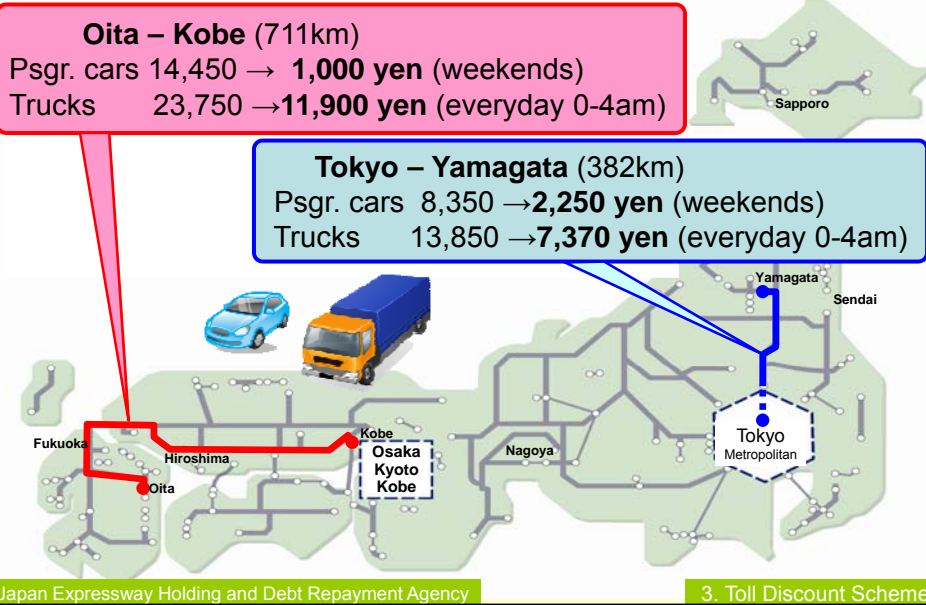 Oita – Kobe (711km)
Psgr. cars 14,450 → 1,000 yen (weekends)
Trucks 23,750 →11,900 yen (everyday 0-4am)
Sapporo
Tokyo – Yamagata (382km)
Psgr. cars 8,350 →2,250 yen (weekends)
Trucks 13,850 →7,370 yen (everyday 0-4am)
Yamagata
Sendai
Fukuoka
Hiroshima
Oita
Kobe
Osaka
Kyoto
Kobe
Nagoya
Tokyo
Metropolitan
Japan Expressway Holding and Debt Repayment Agency
3. Toll Discount Scheme